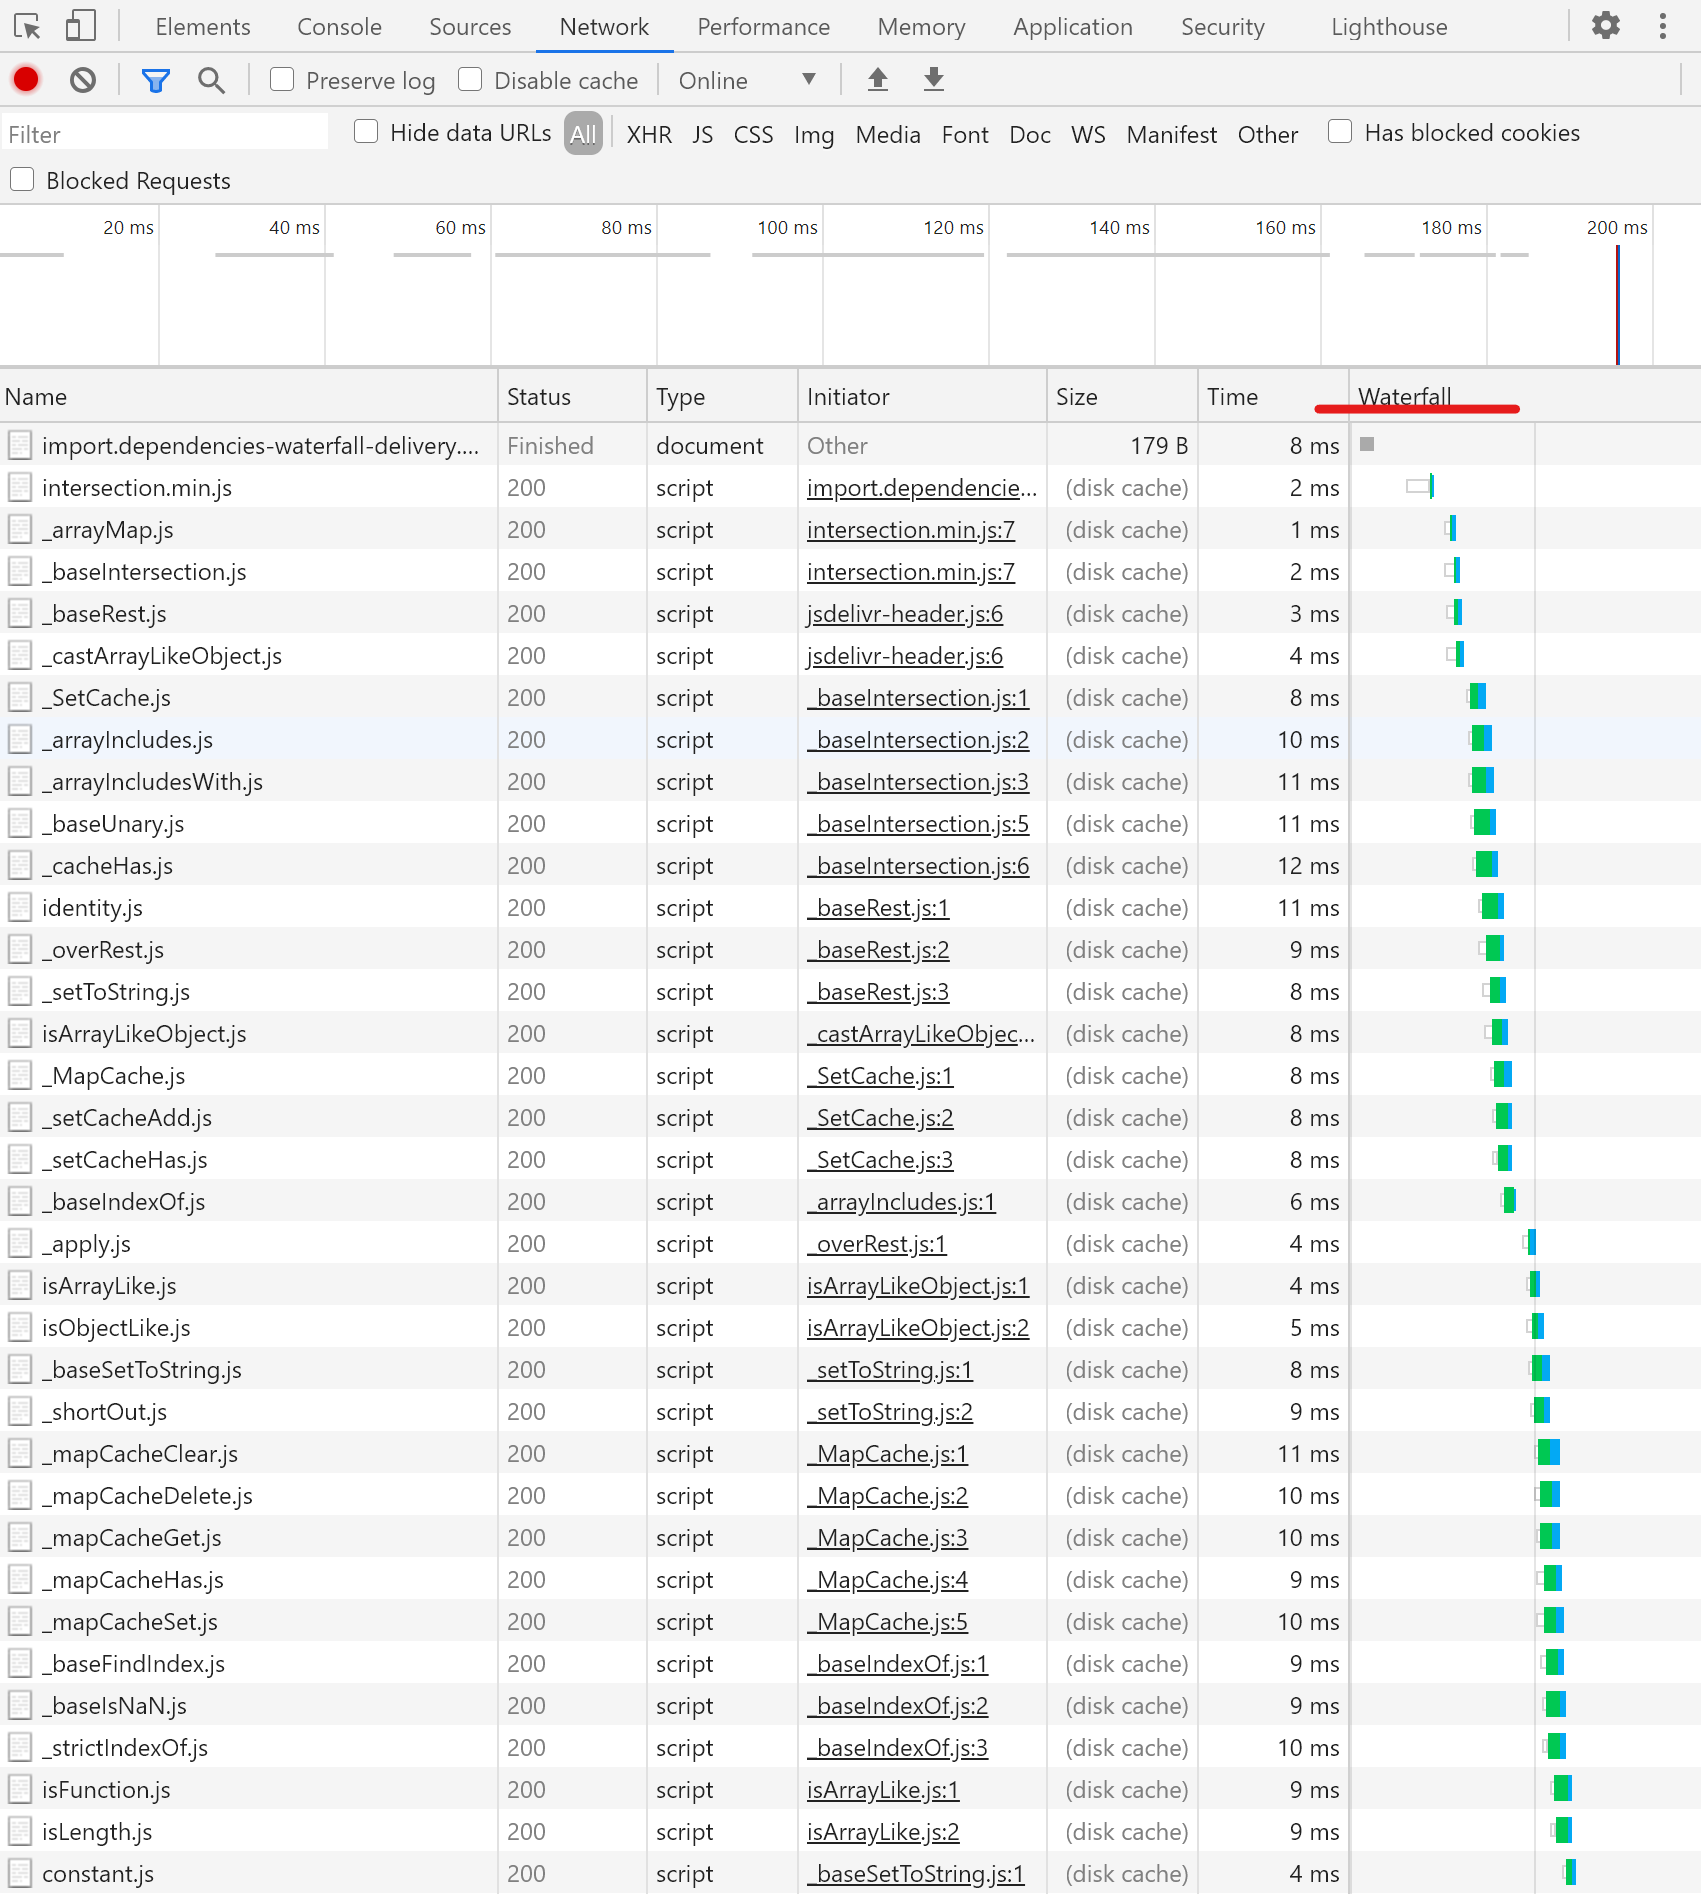 Elements Console Sources Network Performance Memory Application Security Lighthouse
Preserve log Disable cache Online
Filter Hide data URLs All XHR JS CSS Img Media Font Doc WS Manifest Other Has blocked cookies
Blocked Requests
20 ms 40 ms 60 ms 80 ms 100 ms 120 ms 140 ms 160 ms 180 ms 200 ms
Name Status Type Initiator Size Time Waterfall
import.dependencies-waterfall-delivery.... Finished document Other 179 B 8 ms
intersection.min.js 200 script import.dependencie... (disk cache) 2 ms
_arrayMap.js 200 script intersection.min.js:7 (disk cache) 1 ms
_baseIntersection.js 200 script intersection.min.js:7 (disk cache) 2 ms
_baseRest.js 200 script jsdelivr-header.js:6 (disk cache) 3 ms
_castArrayLikeObject.js 200 script jsdelivr-header.js:6 (disk cache) 4 ms
_SetCache.js 200 script _baseIntersection.js:1 (disk cache) 8 ms
_arrayIncludes.js 200 script _baseIntersection.js:2 (disk cache) 10 ms
_arrayIncludesWith.js 200 script _baseIntersection.js:3 (disk cache) 11 ms
_baseUnary.js 200 script _baseIntersection.js:5 (disk cache) 11 ms
_cacheHas.js 200 script _baseIntersection.js:6 (disk cache) 12 ms
identity.js 200 script _baseRest.js:1 (disk cache) 11 ms
_overRest.js 200 script _baseRest.js:2 (disk cache) 9 ms
_setToString.js 200 script _baseRest.js:3 (disk cache) 8 ms
isArrayLikeObject.js 200 script _castArrayLikeObjec... (disk cache) 8 ms
_MapCache.js 200 script _SetCache.js:1 (disk cache) 8 ms
_setCacheAdd.js 200 script _SetCache.js:2 (disk cache) 8 ms
_setCacheHas.js 200 script _SetCache.js:3 (disk cache) 8 ms
_baseIndexOf.js 200 script _arrayIncludes.js:1 (disk cache) 6 ms
_apply.js 200 script _overRest.js:1 (disk cache) 4 ms
isArrayLike.js 200 script isArrayLikeObject.js:1 (disk cache) 4 ms
isObjectLike.js 200 script isArrayLikeObject.js:2 (disk cache) 5 ms
_baseSetToString.js 200 script _setToString.js:1 (disk cache) 8 ms
_shortOut.js 200 script _setToString.js:2 (disk cache) 9 ms
_mapCacheClear.js 200 script _MapCache.js:1 (disk cache) 11 ms
_mapCacheDelete.js 200 script _MapCache.js:2 (disk cache) 10 ms
_mapCacheGet.js 200 script _MapCache.js:3 (disk cache) 10 ms
_mapCacheHas.js 200 script _MapCache.js:4 (disk cache) 9 ms
_mapCacheSet.js 200 script _MapCache.js:5 (disk cache) 10 ms
_baseFindIndex.js 200 script _baseIndexOf.js:1 (disk cache) 9 ms
_baseIsNaN.js 200 script _baseIndexOf.js:2 (disk cache) 9 ms
_strictIndexOf.js 200 script _baseIndexOf.js:3 (disk cache) 10 ms
isFunction.js 200 script isArrayLike.js:1 (disk cache) 9 ms
isLength.js 200 script isArrayLike.js:2 (disk cache) 9 ms
constant.js 200 script _baseSetToString.js:1 (disk cache) 4 ms